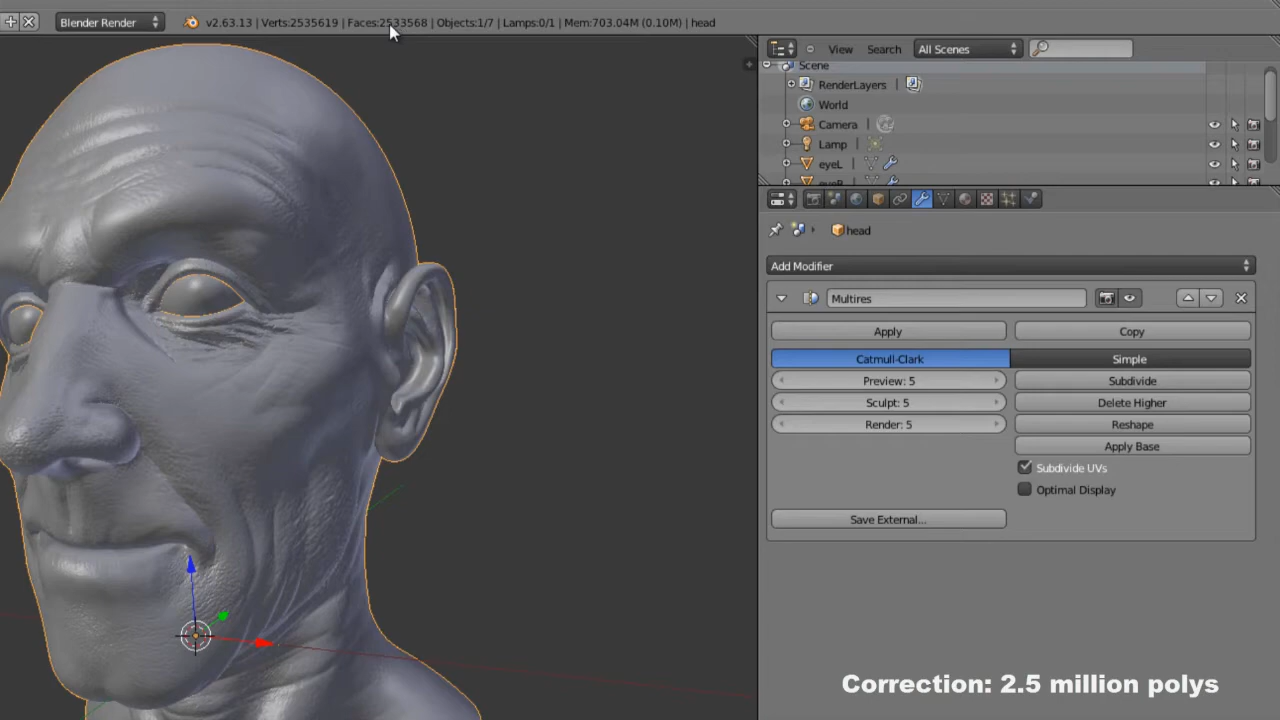 Blender Render v2.63.13 | Verts:2535619 | Faces:2533568 | Objects:1/7 | Lamps:0/1 | Mem:703.04M (0.10M) | head
View Search All Scenes
Scene
RenderLayers |
World
Camera |
Lamp |
eyeL |
eyeR
head
Add Modifier
Multires
Apply Copy
Catmull-Clark Simple
Preview: 5 Subdivide
Sculpt: 5 Delete Higher
Render: 5 Reshape
Apply Base
Subdivide UVs
Optimal Display
Save External...
Correction: 2.5 million polys